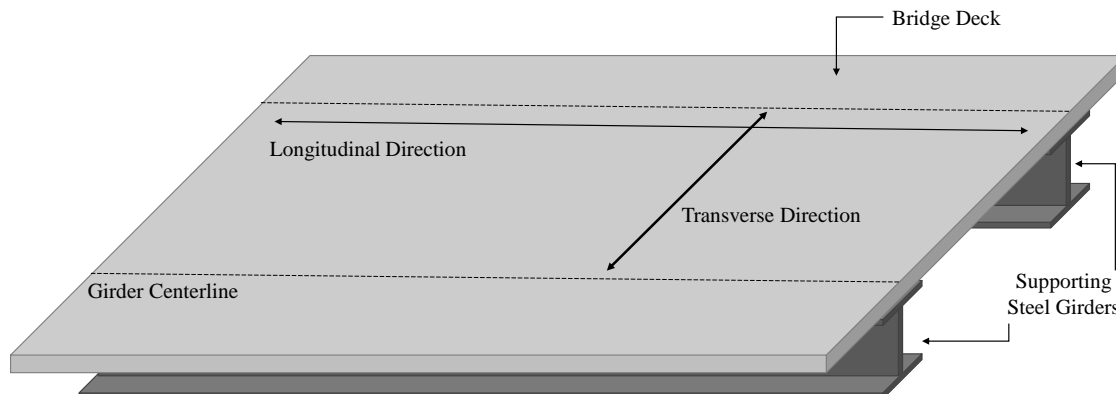 Bridge Deck
Longitudinal Direction
Transverse Direction
Girder Centerline
Supporting
Steel Girders